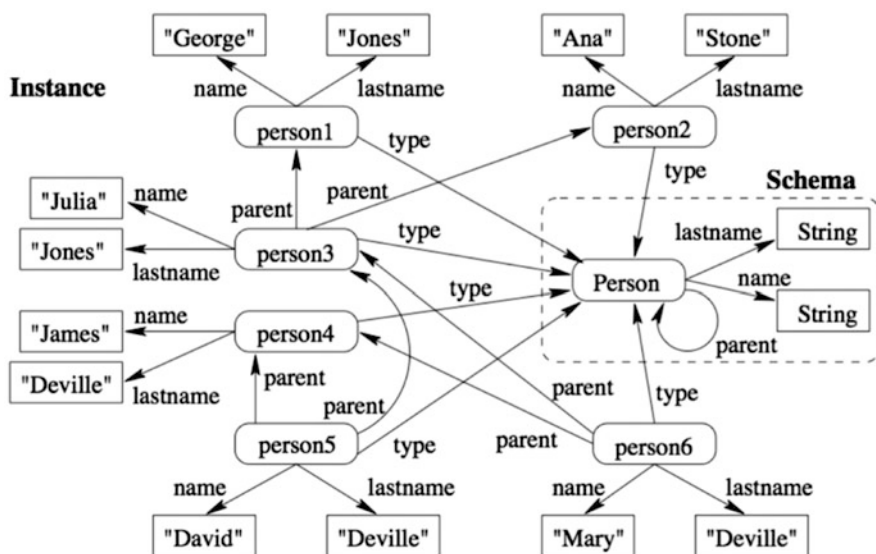 "George" "Jones" "Ana" "Stone"
Instance
name lastname name lastname
person1 person2
type type
Schema
"Julia" name parent parent
lastname String
"Jones" lastname person3 type
Person name String
"James" name person4 type
parent
"Deville" lastname parent parent parent type
parent
person5 type person6
name lastname name lastname
"David" "Deville" "Mary" "Deville"